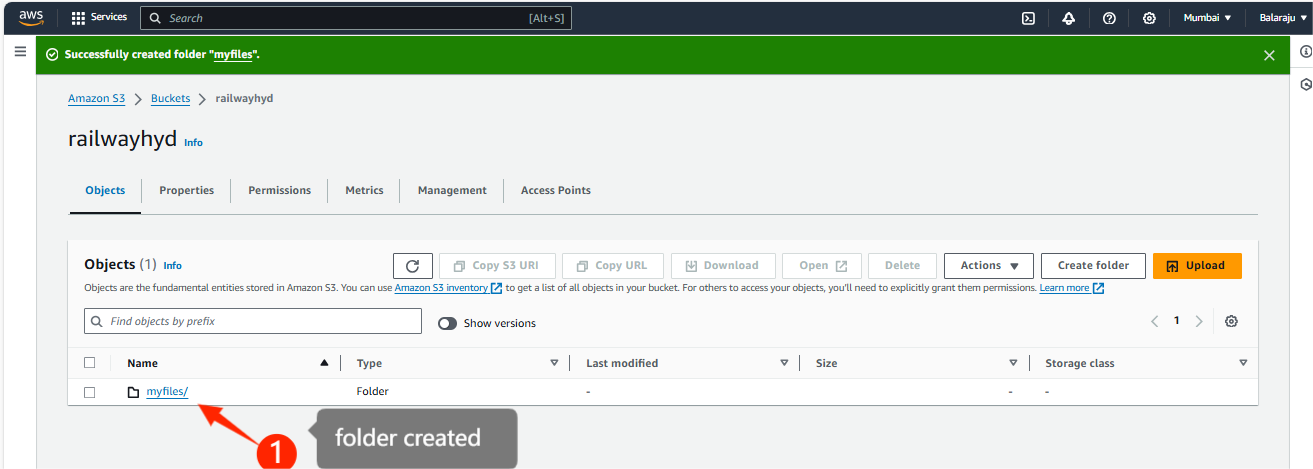 aws Services Search [Alt+S] Mumbai ▼ Balaraju ▼
Successfully created folder "myfiles".
Amazon S3 > Buckets > railwayhyd
railwayhyd Info
Objects Properties Permissions Metrics Management Access Points
Objects (1) Info Copy S3 URI Copy URL Download Open Delete Actions ▼ Create folder Upload
Objects are the fundamental entities stored in Amazon S3. You can use Amazon S3 inventory to get a list of all objects in your bucket. For others to access your objects, you'll need to explicitly grant them permissions. Learn more
Find objects by prefix Show versions 1
Name Type Last modified Size Storage class
myfiles/ Folder - - -
1 folder created